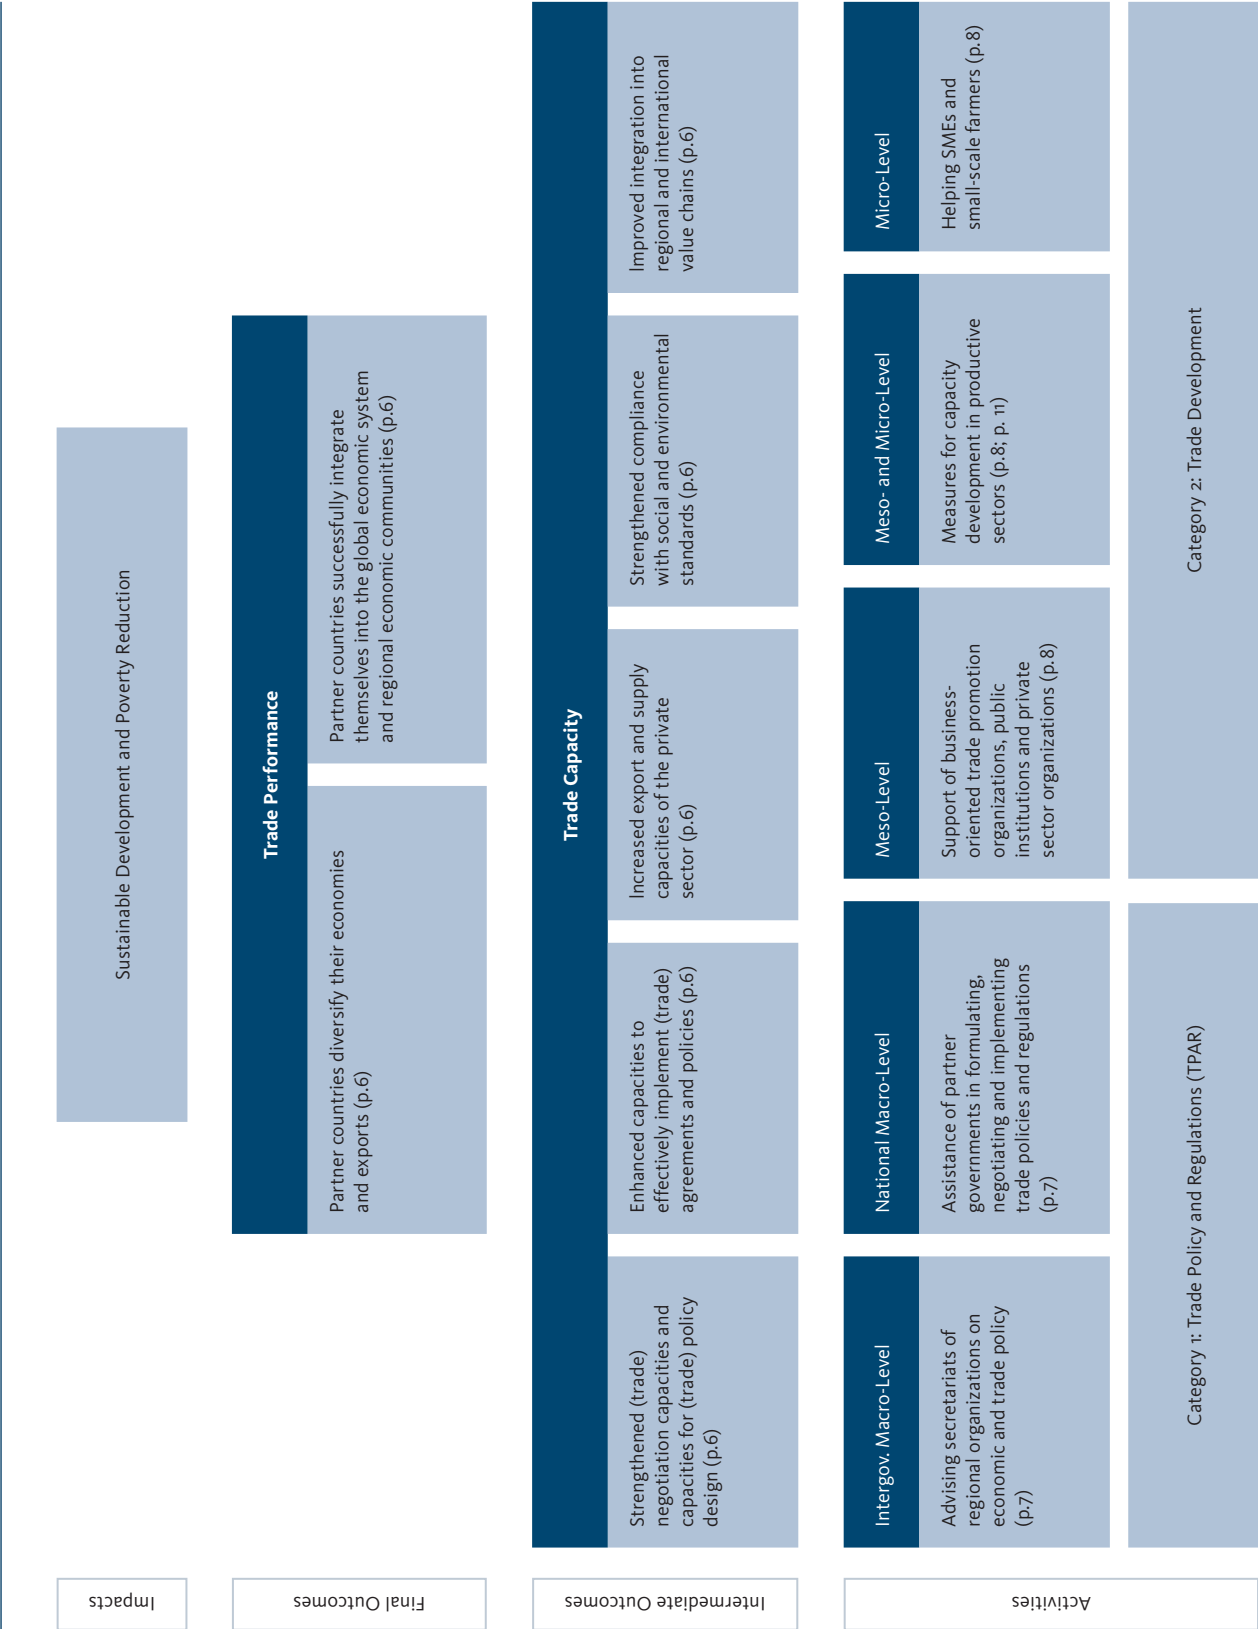 Impacts
Sustainable Development and Poverty Reduction
Final Outcomes
Trade Performance
Partner countries diversify their economies
and exports (p.6)
Partner countries successfully integrate
themselves into the global economic system
and regional economic communities (p.6)
Intermediate Outcomes
Trade Capacity
Strengthened (trade)
negotiation capacities and
capacities for (trade) policy
design (p.6)
Enhanced capacities to
effectively implement (trade)
agreements and policies (p.6)
Increased export and supply
capacities of the private
sector (p.6)
Strengthened compliance
with social and environmental
standards (p.6)
Improved integration into
regional and international
value chains (p.6)
Activities
Intergov. Macro-Level
Advising secretariats of
regional organizations on
economic and trade policy
(p.7)
National Macro-Level
Assistance of partner
governments in formulating,
negotiating and implementing
trade policies and regulations
(p.7)
Meso-Level
Support of business-
oriented trade promotion
organizations, public
institutions and private
sector organizations (p.8)
Meso- and Micro-Level
Measures for capacity
development in productive
sectors (p.8; p. 11)
Micro-Level
Helping SMEs and
small-scale farmers (p.8)
Category 1: Trade Policy and Regulations (TPAR)
Category 2: Trade Development